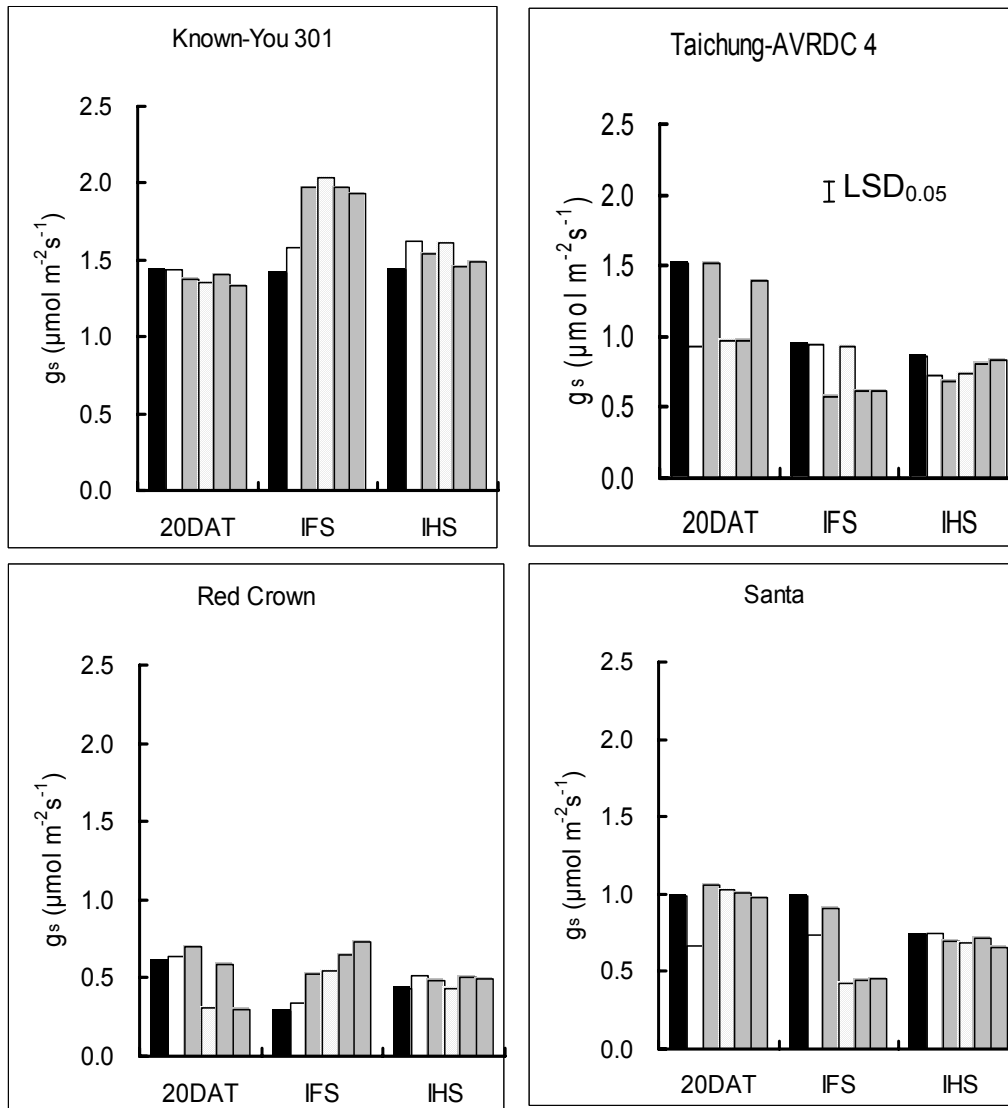 Known-You 301
2.5
2.0
1.5
1.0
0.5
0.0
gs (µmol m-2s-1)
20DAT IFS IHS
Taichung-AVRDC 4
2.5
2.0
1.5
1.0
0.5
0.0
gs (µmol m-2s-1)
LSD0.05
20DAT IFS IHS
Red Crown
2.5
2.0
1.5
1.0
0.5
0.0
gs (µmol m-2s-1)
20DAT IFS IHS
Santa
2.5
2.0
1.5
1.0
0.5
0.0
gs (µmol m-2s-1)
20DAT IFS IHS